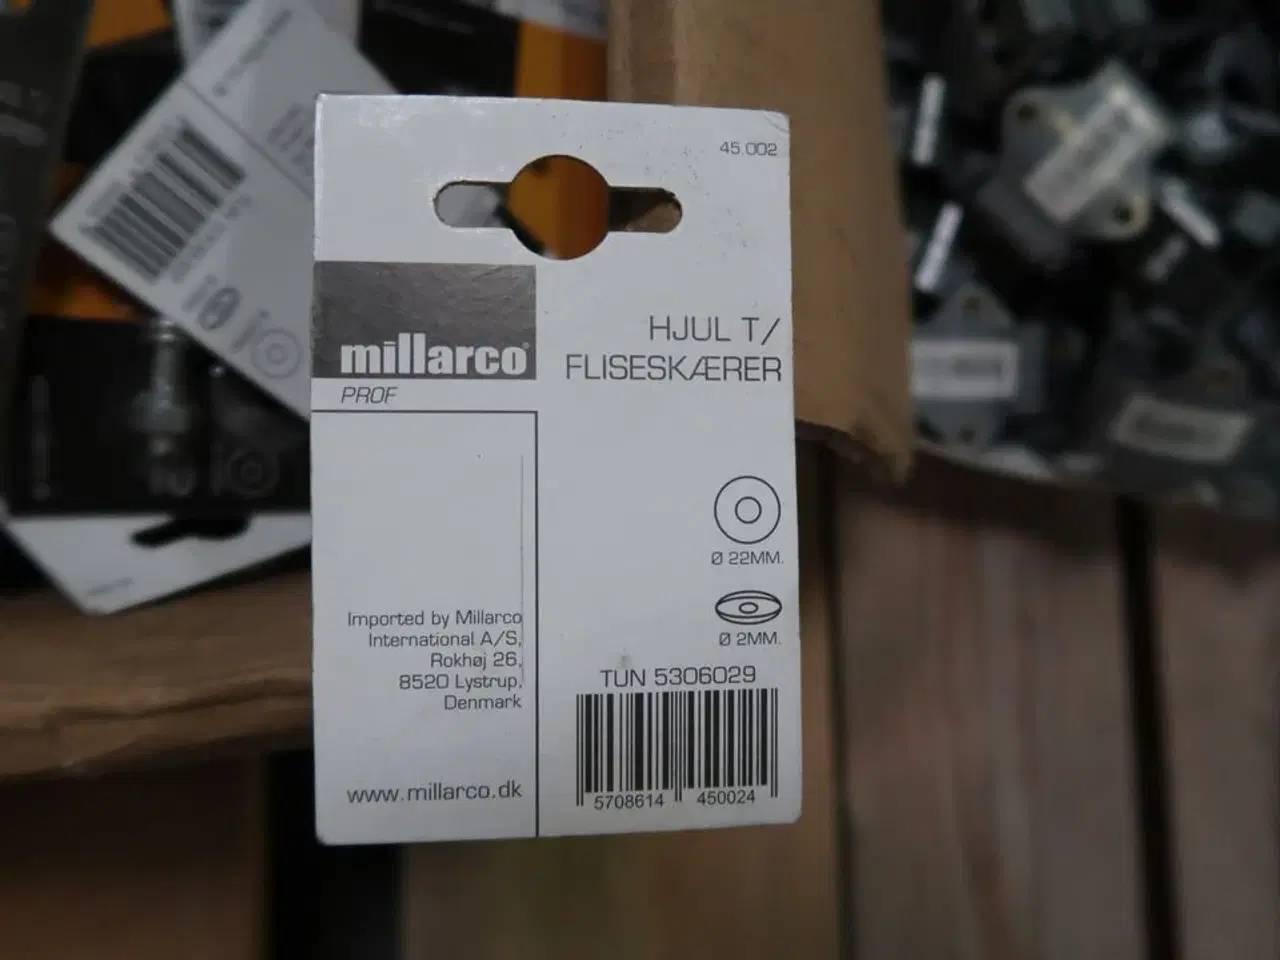 45.002
millarco
PROF
HJUL T/
FLISESKÆRER
Ø 22MM.
Ø 2MM.
Imported by Millarco
International A/S,
Rokhøj 26,
8520 Lystrup,
Denmark
www.millarco.dk
TUN 5306029
5708614 450024